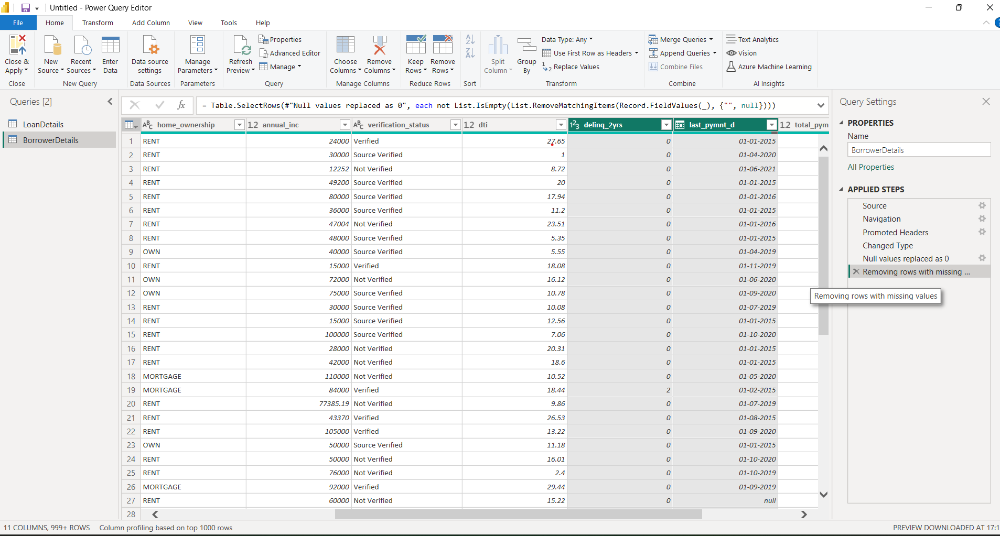 Untitled - Power Query Editor
File Home Transform Add Column View Tools Help
Close & Apply
New Source
Recent Sources
Enter Data
Data source settings
Manage Parameters
Refresh Preview
Properties
Advanced Editor
Manage
Choose Columns
Remove Columns
Keep Rows
Remove Rows
Split Column
Group By
Data Type: Any
Use First Row as Headers
Replace Values
Merge Queries
Append Queries
Combine Files
Text Analytics
Vision
Azure Machine Learning
Close New Query Data Sources Parameters Query Manage Columns Reduce Rows Sort Transform Combine AI Insights
Queries [2]
LoanDetails
BorrowerDetails
fx = Table.SelectRows(#"Null values replaced as 0", each not List.IsEmpty(List.RemoveMatchingItems(Record.FieldValues(_), {"", null})))
ABC home_ownership 1.2 annual_inc ABC verification_status 1.2 dti 123 delinq_2yrs last_pymnt_d 1.2 total_pym
1 RENT 24000 Verified 27.65 0 01-01-2015
2 RENT 30000 Source Verified 1 0 01-04-2020
3 RENT 12252 Not Verified 8.72 0 01-06-2021
4 RENT 49200 Source Verified 20 0 01-01-2015
5 RENT 80000 Source Verified 17.94 0 01-01-2016
6 RENT 36000 Source Verified 11.2 0 01-01-2015
7 RENT 47004 Not Verified 23.51 0 01-01-2016
8 RENT 48000 Source Verified 5.35 0 01-01-2015
9 OWN 40000 Source Verified 5.55 0 01-04-2019
10 RENT 15000 Verified 18.08 0 01-11-2019
11 OWN 72000 Not Verified 16.12 0 01-06-2020
12 OWN 75000 Source Verified 10.78 0 01-09-2020
13 RENT 30000 Source Verified 10.08 0 01-07-2019
14 RENT 15000 Source Verified 12.56 0 01-01-2015
15 RENT 100000 Source Verified 7.06 0 01-10-2020
16 RENT 28000 Not Verified 20.31 0 01-01-2015
17 RENT 42000 Not Verified 18.6 0 01-01-2015
18 MORTGAGE 110000 Not Verified 10.52 0 01-05-2020
19 MORTGAGE 84000 Verified 18.44 2 01-02-2015
20 RENT 77385.19 Not Verified 9.86 0 01-07-2019
21 RENT 43370 Verified 26.53 0 01-08-2015
22 RENT 105000 Verified 13.22 0 01-09-2020
23 OWN 50000 Source Verified 11.18 0 01-01-2015
24 RENT 50000 Not Verified 16.01 0 01-10-2020
25 RENT 76000 Not Verified 2.4 0 01-10-2019
26 MORTGAGE 92000 Verified 29.44 0 01-09-2019
27 RENT 60000 Not Verified 15.22 0 null
28
Query Settings
PROPERTIES
Name
BorrowerDetails
All Properties
APPLIED STEPS
Source
Navigation
Promoted Headers
Changed Type
Null values replaced as 0
Removing rows with missing ...
Removing rows with missing values
11 COLUMNS, 999+ ROWS Column profiling based on top 1000 rows
PREVIEW DOWNLOADED AT 17:1